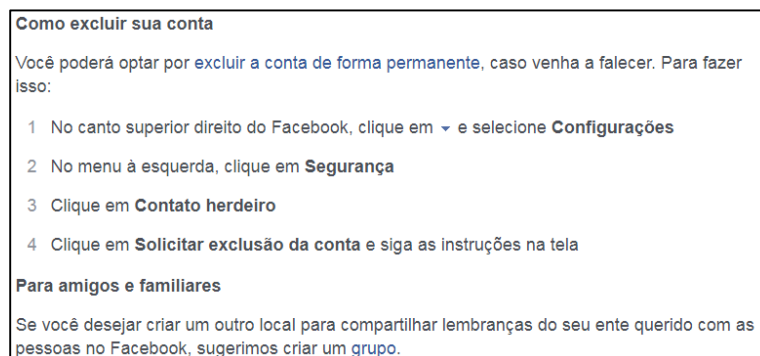 Como excluir sua conta
Você poderá optar por excluir a conta de forma permanente, caso venha a falecer. Para fazer
isso:
1 No canto superior direito do Facebook, clique em e selecione Configurações
2 No menu à esquerda, clique em Segurança
3 Clique em Contato herdeiro
4 Clique em Solicitar exclusão da conta e siga as instruções na tela
Para amigos e familiares
Se você desejar criar um outro local para compartilhar lembranças do seu ente querido com as
pessoas no Facebook, sugerimos criar um grupo.